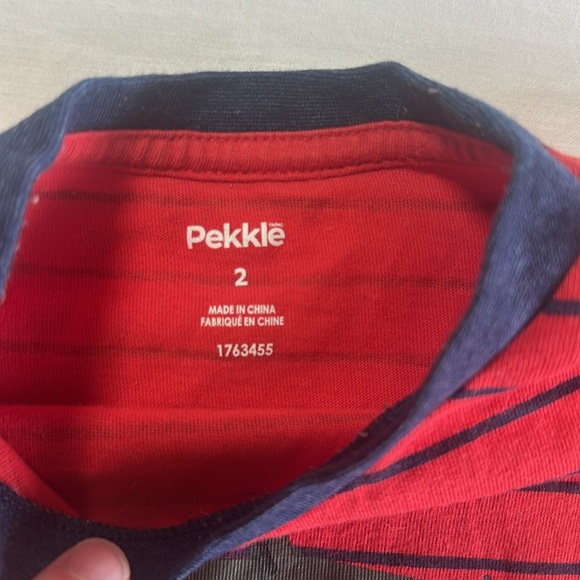 Pekkle
2
MADE IN CHINA
FABRIQUÉ EN CHINE
1763455